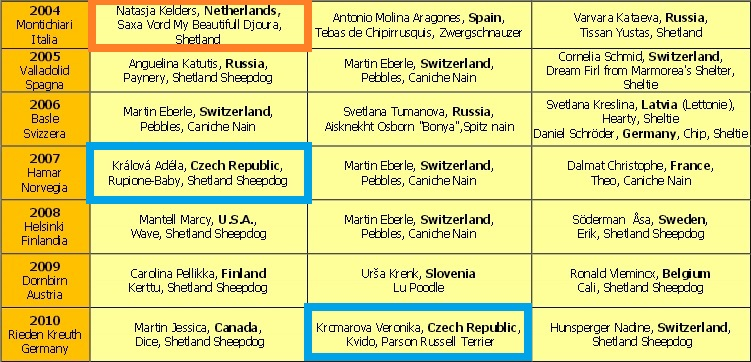 2004
Montichiari
Italia
Natasja Kelders, Netherlands,
Saxa Vord My Beautifull Djoura,
Shetland
Antonio Molina Aragones, Spain,
Tebas de Chipirrusquis, Zwergschnauzer
Varvara Kataeva, Russia,
Tissan Yustas, Shetland
2005
Valladolid
Spagna
Anguelina Katutis, Russia,
Paynery, Shetland Sheepdog
Martin Eberle, Switzerland,
Pebbles, Caniche Nain
Cornelia Schmid, Switzerland,
Dream Firl from Marmorea's Shelter,
Sheltie
2006
Basle
Svizzera
Martin Eberle, Switzerland,
Pebbles, Caniche Nain
Svetlana Tumanova, Russia,
Aisknekht Osborn "Bonya",Spitz nain
Svetlana Kreslina, Latvia (Lettonie),
Hearty, Sheltie
Daniel Schröder, Germany, Chip, Sheltie
2007
Hamar
Norvegia
Králová Adéla, Czech Republic,
Rupione-Baby, Shetland Sheepdog
Martin Eberle, Switzerland,
Pebbles, Caniche Nain
Dalmat Christophe, France,
Theo, Caniche Nain
2008
Helsinki
Finlandia
Mantell Marcy, U.S.A.,
Wave, Shetland Sheepdog
Martin Eberle, Switzerland,
Pebbles, Caniche Nain
Söderman Åsa, Sweden,
Erik, Shetland Sheepdog
2009
Dornbirn
Austria
Carolina Pellikka, Finland
Kerttu, Shetland Sheepdog
Urša Krenk, Slovenia
Lu Poodle
Ronald Vlemincx, Belgium
Cali, Shetland Sheepdog
2010
Rieden Kreuth
Germany
Martin Jessica, Canada,
Dice, Shetland Sheepdog
Krcmarova Veronika, Czech Republic,
Kvido, Parson Russell Terrier
Hunsperger Nadine, Switzerland,
Shetland Sheepdog